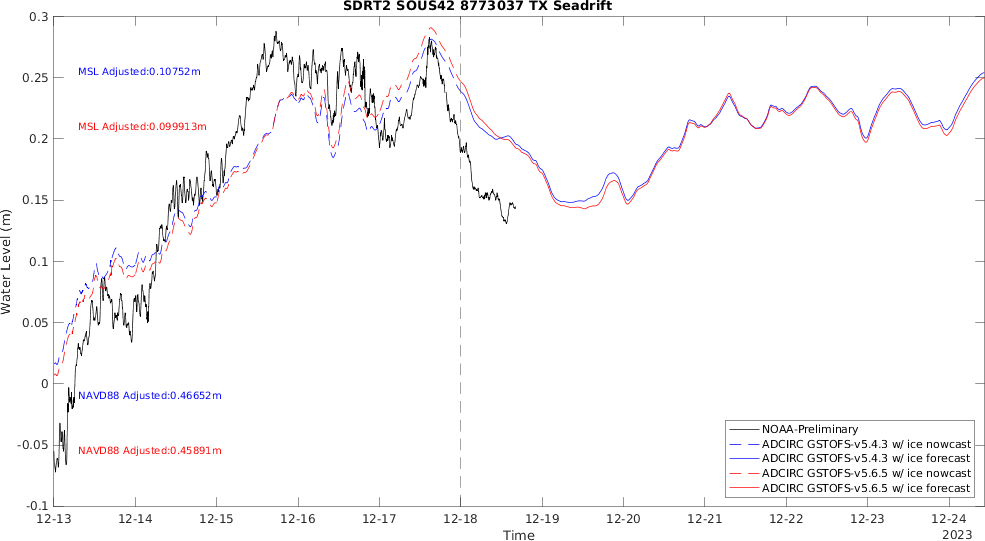 SDRT2 SOUS42 8773037 TX Seadrift
0.3
0.25
0.2
0.15
0.1
0.05
0
-0.05
-0.1
Water Level (m)
MSL Adjusted:0.10752m
MSL Adjusted:0.099913m
NAVD88 Adjusted:0.46652m
NAVD88 Adjusted:0.45891m
NOAA-Preliminary
ADCIRC GSTOFS-v5.4.3 w/ ice nowcast
ADCIRC GSTOFS-v5.4.3 w/ ice forecast
ADCIRC GSTOFS-v5.6.5 w/ ice nowcast
ADCIRC GSTOFS-v5.6.5 w/ ice forecast
12-13 12-14 12-15 12-16 12-17 12-18 12-19 12-20 12-21 12-22 12-23 12-24
Time
2023